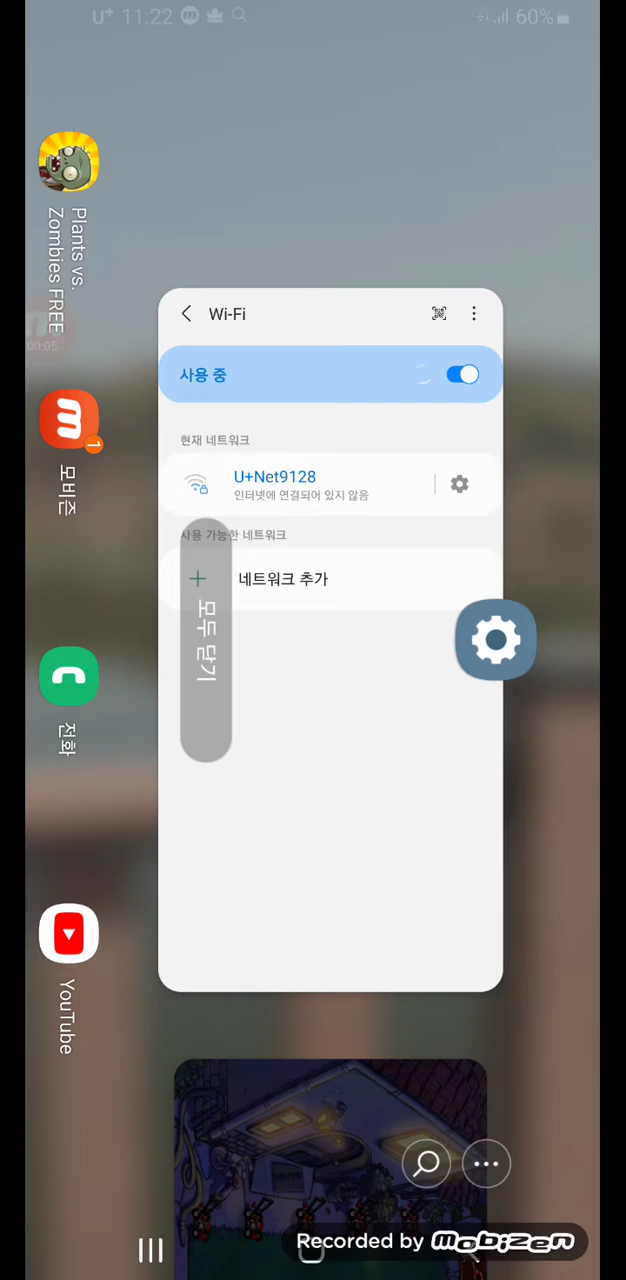 U+ 11:22
60%
Plants vs.
Zombies FREE
00:05
모비즌
1
전화
YouTube
Wi-Fi
사용 중
현재 네트워크
U+Net9128
인터넷에 연결되어 있지 않음
사용 가능한 네트워크
네트워크 추가
모두 닫기
Recorded by mobizen